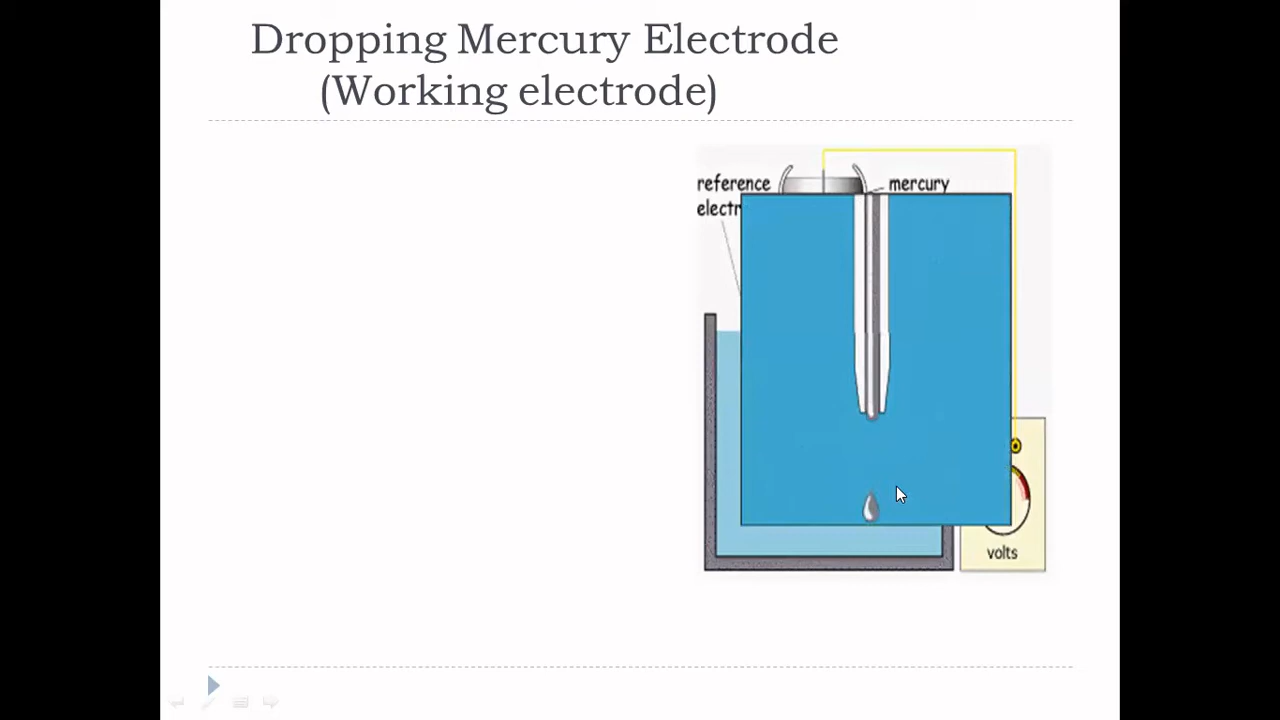 Dropping Mercury Electrode
(Working electrode)
reference
mercury
volts